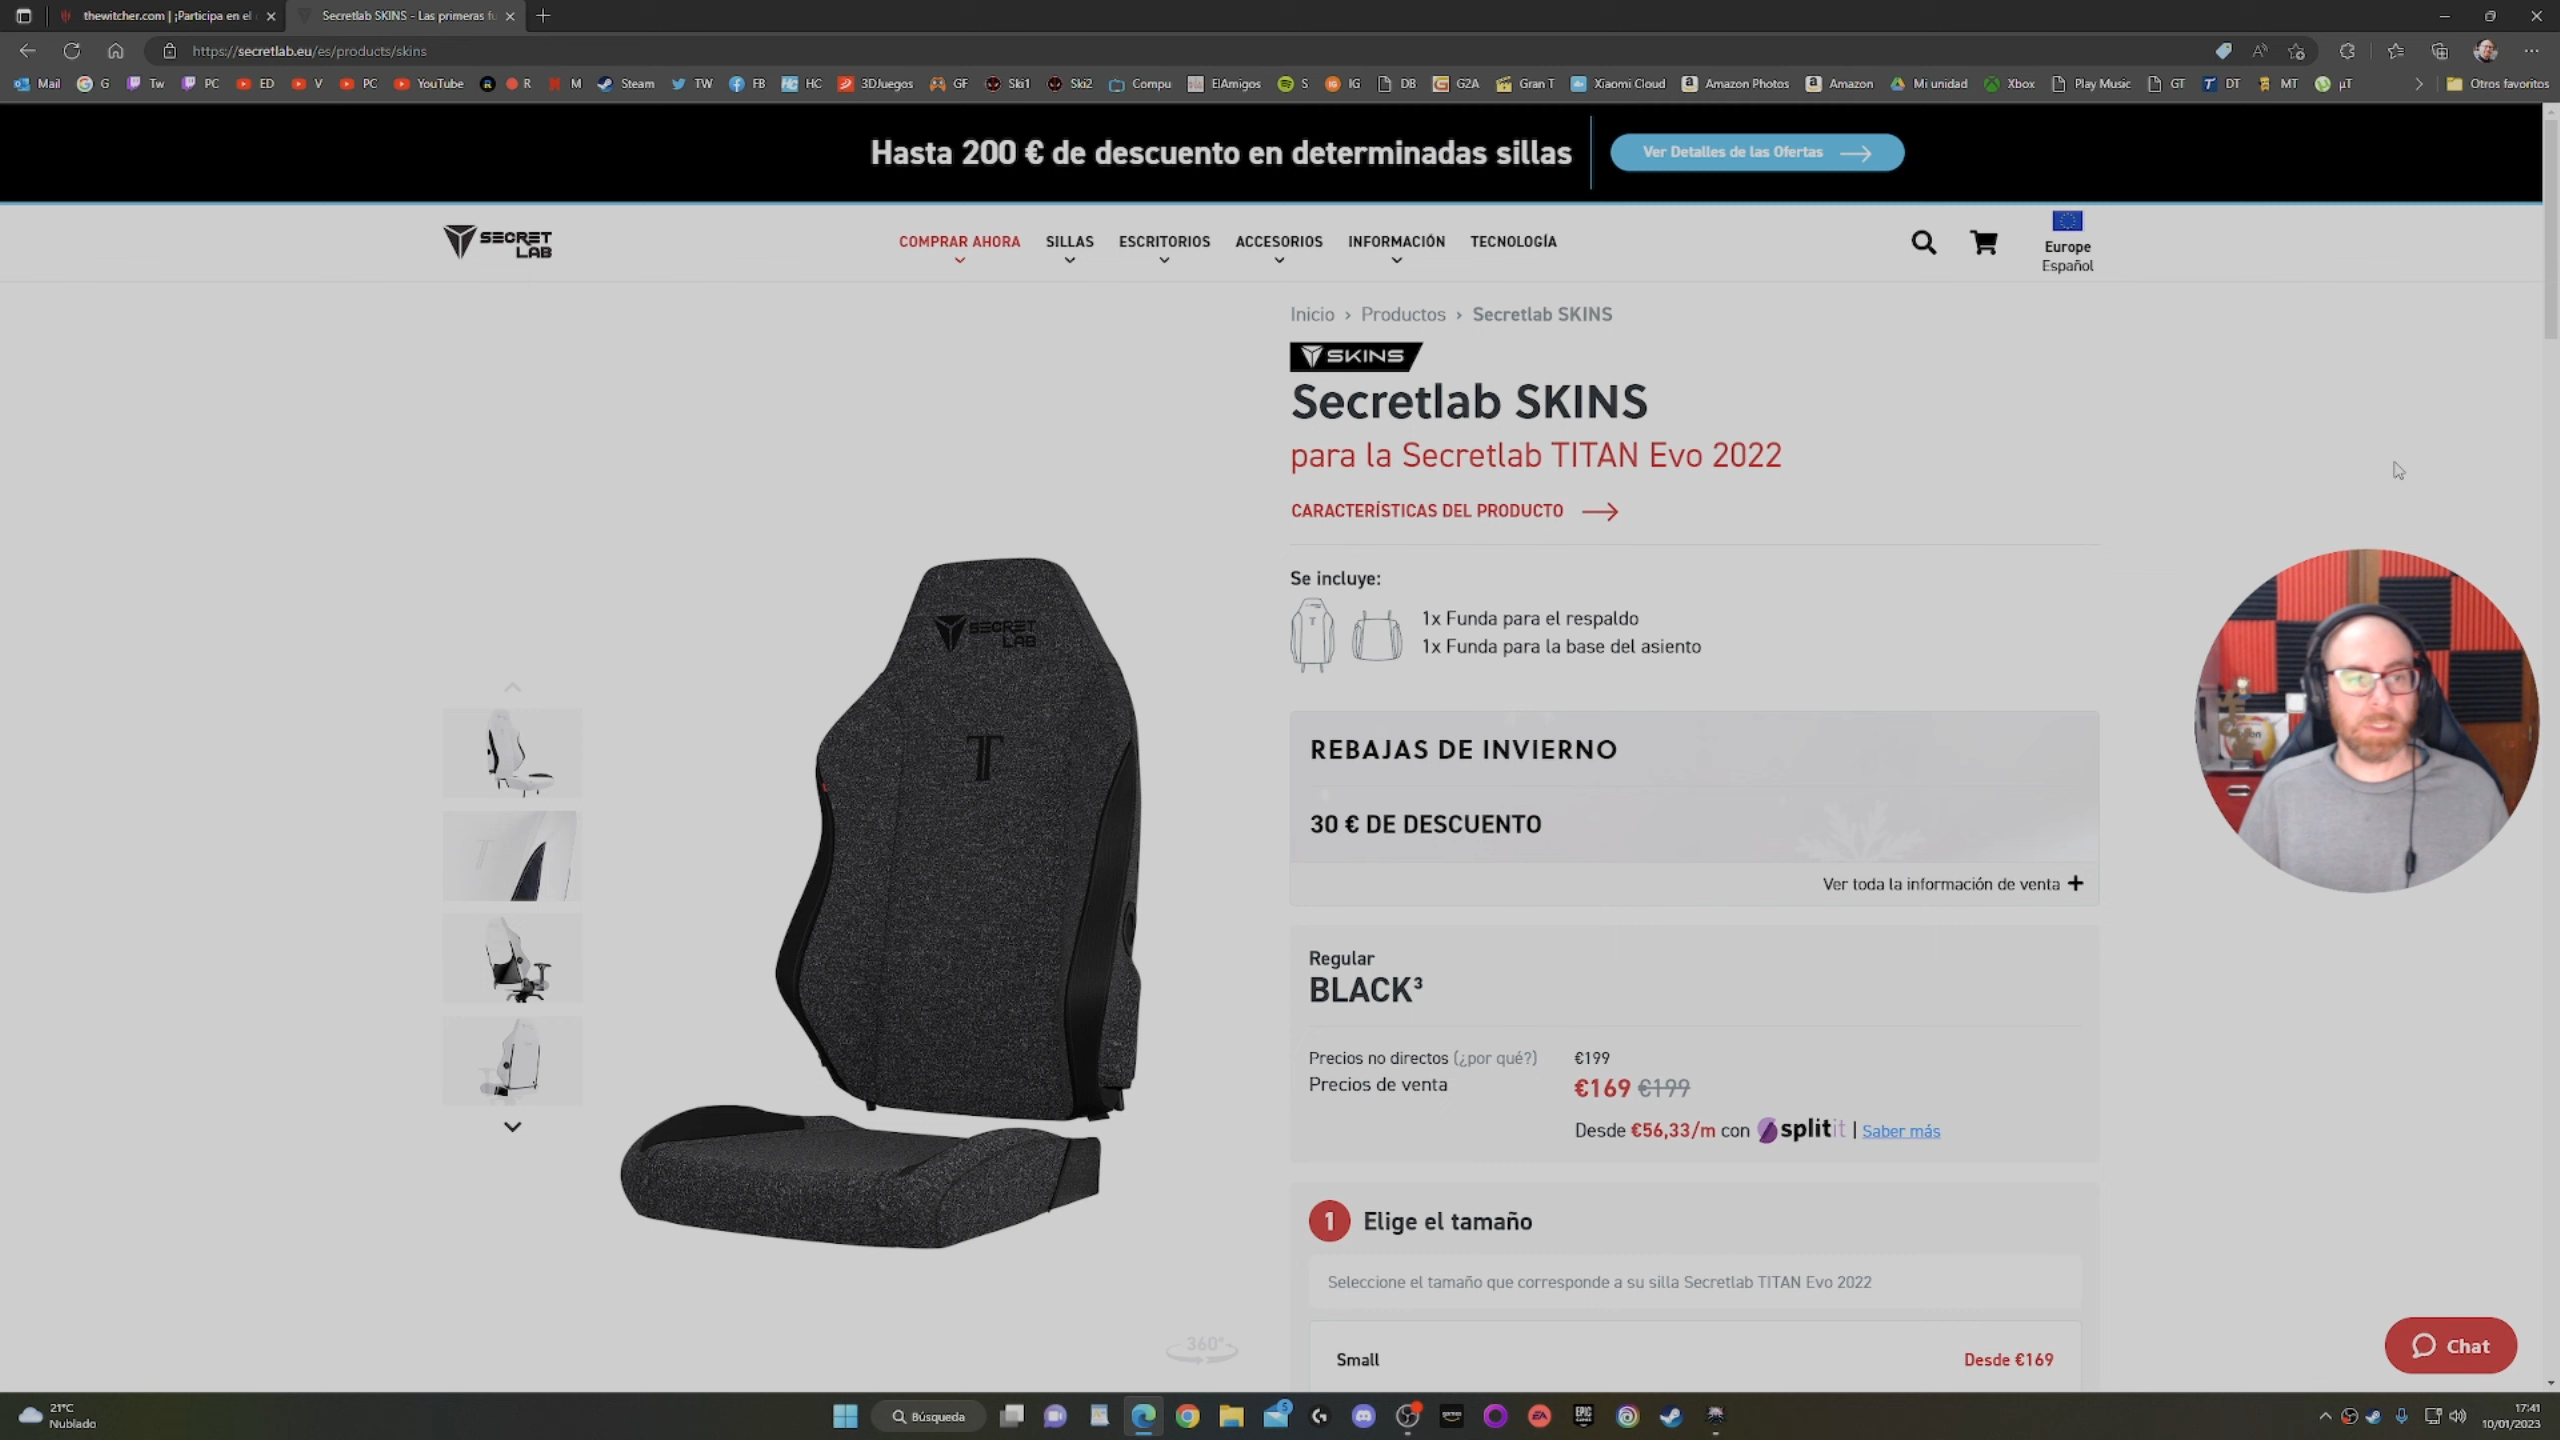 thewitcher.com | ¡Participa en el
Secretlab SKINS - Las primeras fu
https://secretlab.eu/es/products/skins
Mail G Tw PC ED V PC YouTube R M Steam TW FB HC 3DJuegos GF Ski1 Ski2 Compu ElAmigos S IG DB G2A Gran T Xiaomi Cloud Amazon Photos Amazon Mi unidad Xbox Play Music GT DT MT µT Otros favoritos
Hasta 200 € de descuento en determinadas sillas
Ver Detalles de las Ofertas
SECRET
LAB
COMPRAR AHORA SILLAS ESCRITORIOS ACCESORIOS INFORMACIÓN TECNOLOGÍA
Europe
Español
Inicio › Productos › Secretlab SKINS
SKINS
Secretlab SKINS
para la Secretlab TITAN Evo 2022
CARACTERÍSTICAS DEL PRODUCTO
Se incluye:
1x Funda para el respaldo
1x Funda para la base del asiento
SECRET
LAB
T
REBAJAS DE INVIERNO
30 € DE DESCUENTO
Ver toda la información de venta +
Regular
BLACK³
Precios no directos (¿por qué?) €199
Precios de venta €169 €199
Desde €56,33/m con splitit | Saber más
1 Elige el tamaño
Seleccione el tamaño que corresponde a su silla Secretlab TITAN Evo 2022
360°
Small Desde €169
Chat
21°C
Nublado
Búsqueda
5
EA
EPIC
17:41
10/01/2023